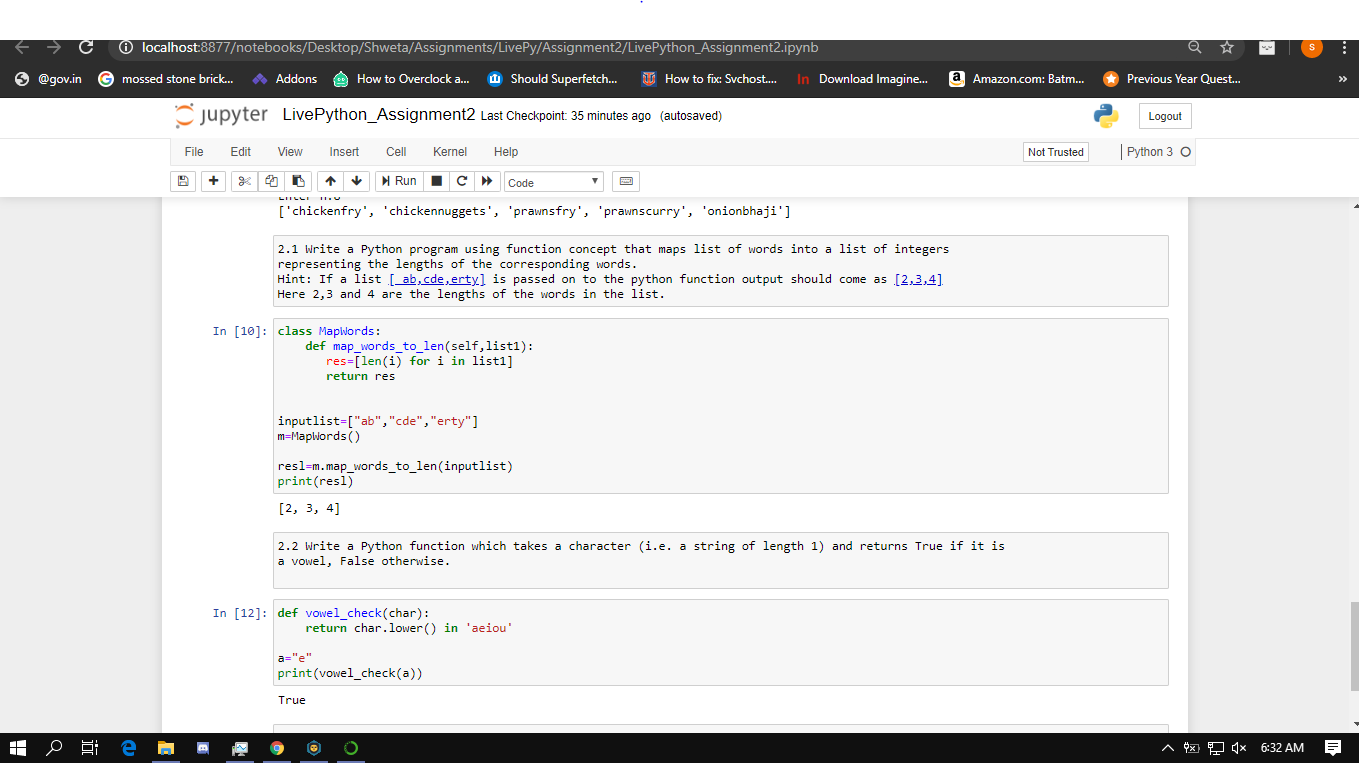 localhost:8877/notebooks/Desktop/Shweta/Assignments/LivePy/Assignment2/LivePython_Assignment2.ipynb
S
@gov.in mossed stone brick... Addons How to Overclock a... Should Superfetch... How to fix: Svchost.... In Download Imagine... a Amazon.com: Batm... Previous Year Quest... »
jupyter LivePython_Assignment2 Last Checkpoint: 35 minutes ago (autosaved) Logout
File Edit View Insert Cell Kernel Help Not Trusted Python 3
Run Code
['chickenfry', 'chickennuggets', 'prawnsfry', 'prawnscurry', 'onionbhaji']
2.1 Write a Python program using function concept that maps list of words into a list of integers
representing the lengths of the corresponding words.
Hint: If a list [ ab,cde,erty] is passed on to the python function output should come as [2,3,4]
Here 2,3 and 4 are the lengths of the words in the list.
In [10]: class MapWords:
    def map_words_to_len(self,list1):
       res=[len(i) for i in list1]
       return res
inputlist=["ab","cde","erty"]
m=MapWords()
resl=m.map_words_to_len(inputlist)
print(resl)
[2, 3, 4]
2.2 Write a Python function which takes a character (i.e. a string of length 1) and returns True if it is
a vowel, False otherwise.
In [12]: def vowel_check(char):
    return char.lower() in 'aeiou'
a="e"
print(vowel_check(a))
True
6:32 AM